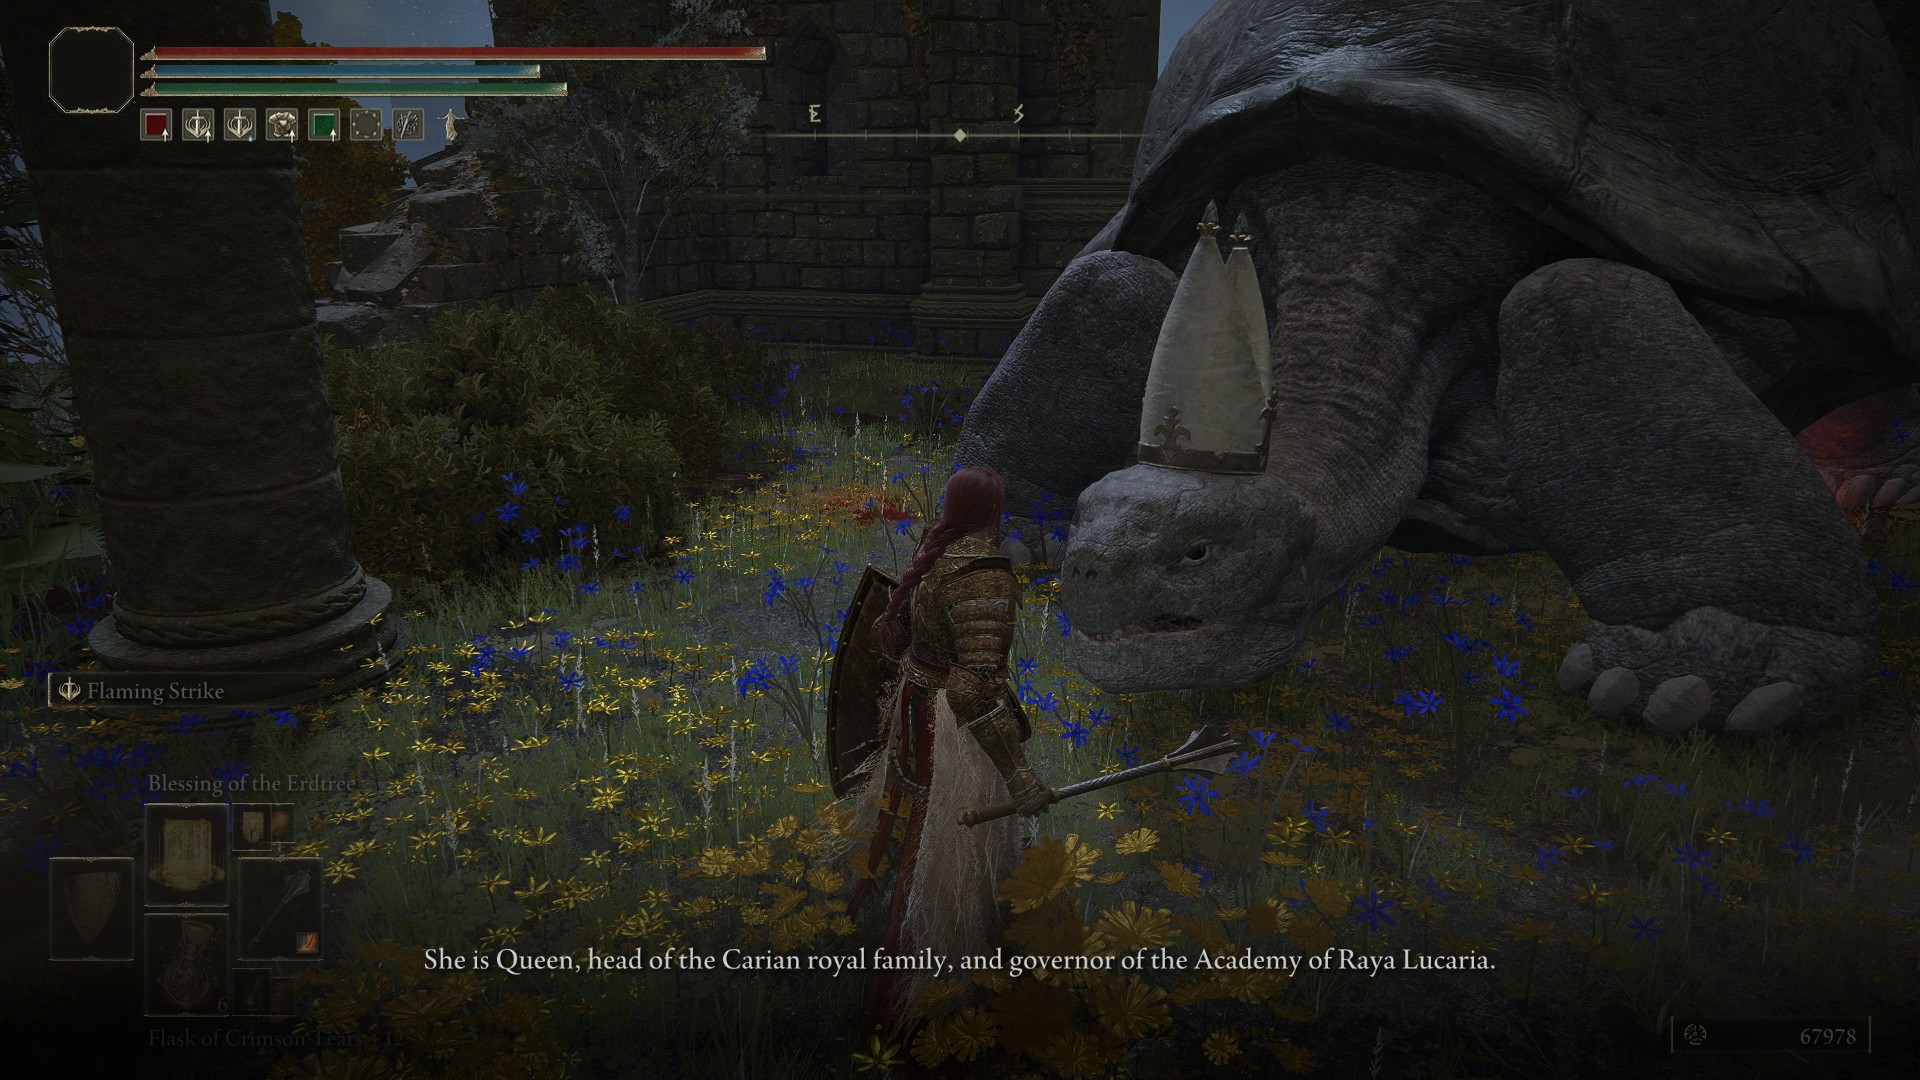 E S
Flaming Strike
Blessing of the Erdtree
6
Flask of Crimson Tears +12
She is Queen, head of the Carian royal family, and governor of the Academy of Raya Lucaria.
67978